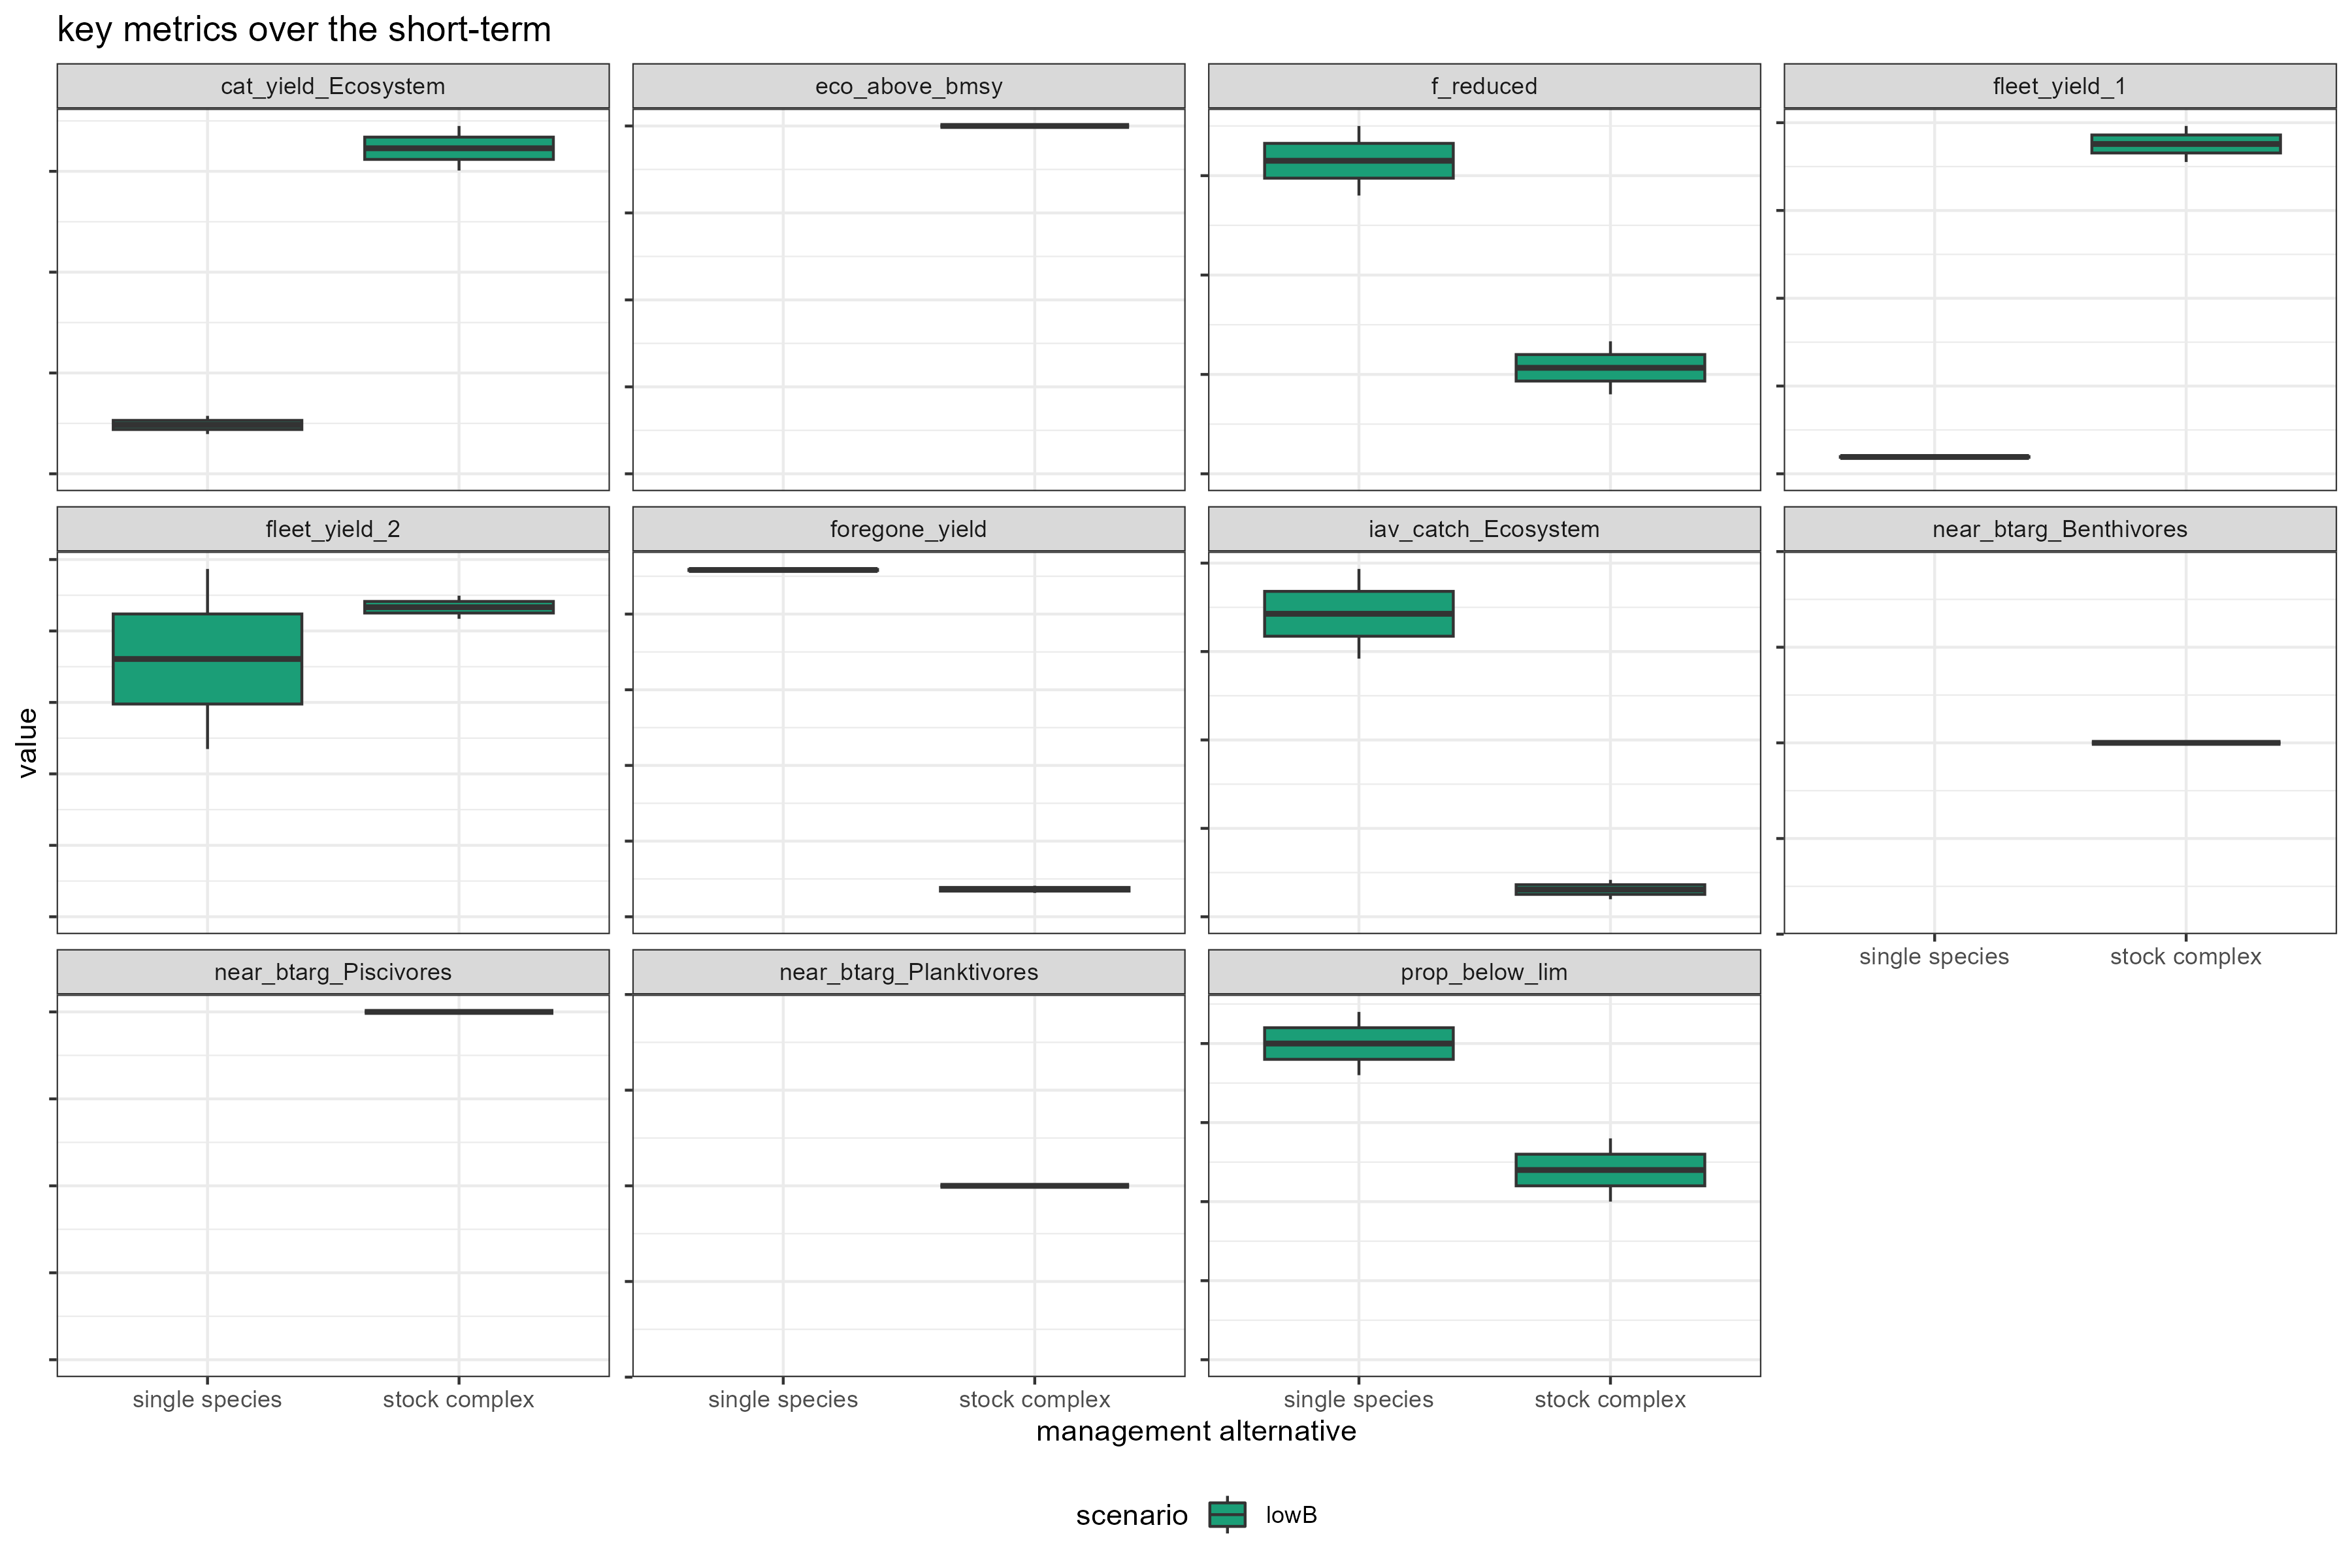 key metrics over the short-term
cat_yield_Ecosystem
eco_above_bmsy
f_reduced
fleet_yield_1
fleet_yield_2
foregone_yield
iav_catch_Ecosystem
near_btarg_Benthivores
value
single species
stock complex
near_btarg_Piscivores
near_btarg_Planktivores
prop_below_lim
single species
stock complex
single species
stock complex
single species
stock complex
management alternative
scenario
lowB